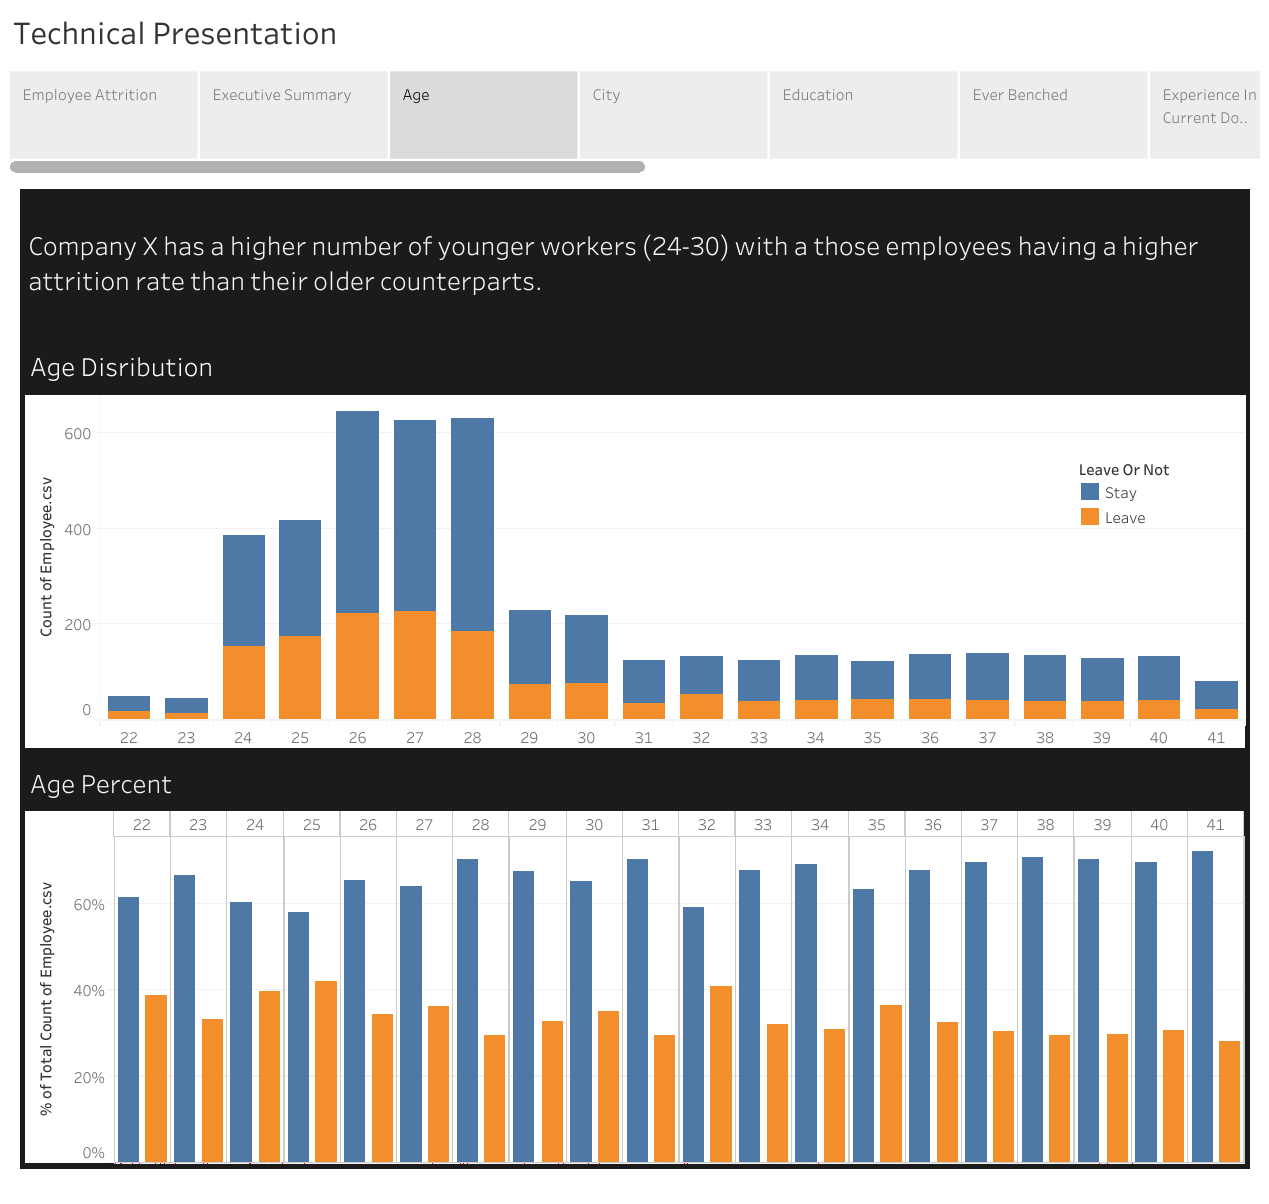 Technical Presentation
Employee Attrition
Executive Summary
Age
City
Education
Ever Benched
Experience In
Current Do..
Company X has a higher number of younger workers (24-30) with a those employees having a higher
attrition rate than their older counterparts.
Age Disribution
Count of Employee.csv
600
400
200
0
Leave Or Not
Stay
Leave
22 23 24 25 26 27 28 29 30 31 32 33 34 35 36 37 38 39 40 41
Age Percent
22 23 24 25 26 27 28 29 30 31 32 33 34 35 36 37 38 39 40 41
% of Total Count of Employee.csv
60%
40%
20%
0%